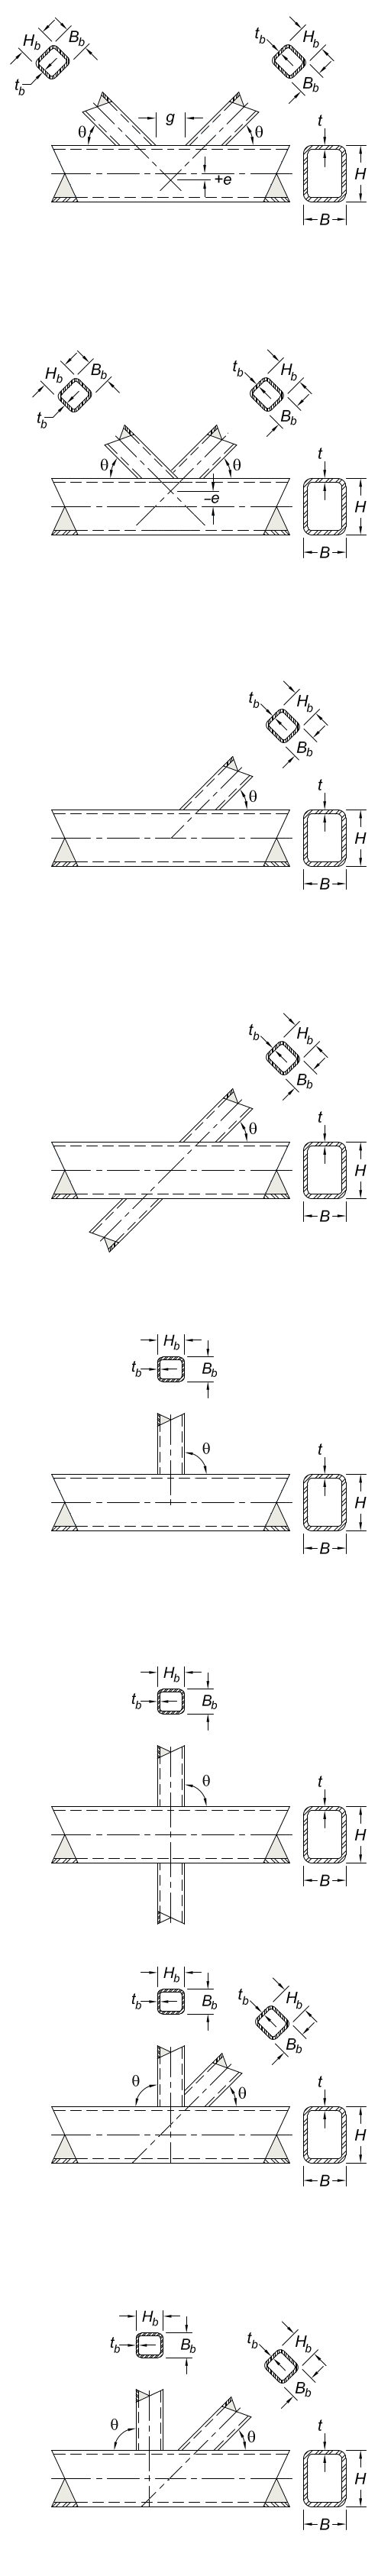 H_b B_b t_b H_b B_b
t_b
θ g θ t
+e H
B
H_b B_b t_b H_b B_b
t_b
θ θ t
–e H
B
t_b H_b B_b
θ t
H
B
t_b H_b B_b
θ t
H
B
H_b
t_b B_b
θ t
H
B
H_b
t_b B_b
θ t
H
B
H_b
t_b B_b t_b H_b B_b
θ θ t
H
B
H_b
t_b B_b t_b H_b B_b
θ θ t
H
B